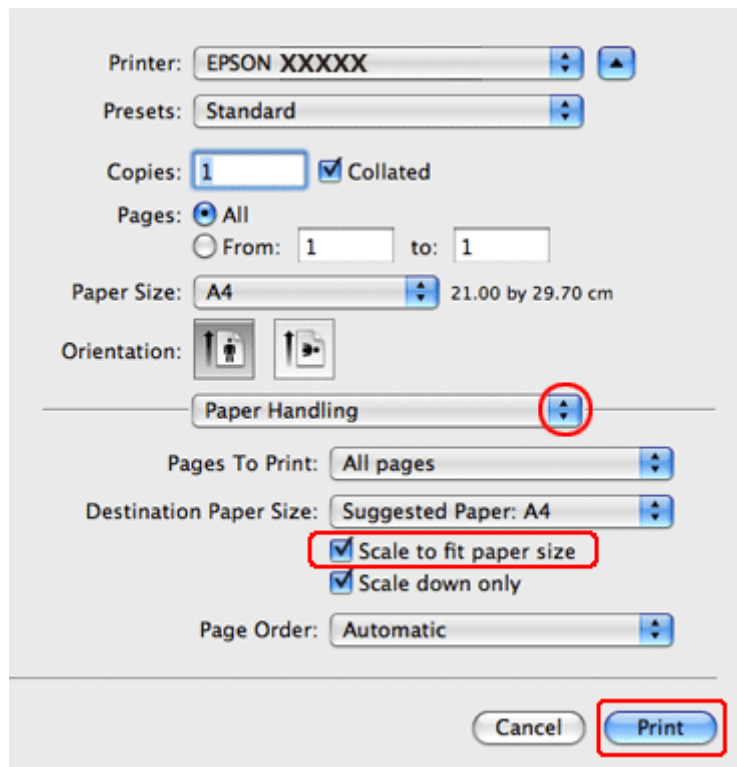 Printer: EPSON XXXXX
Presets: Standard
Copies: 1 Collated
Pages: All
From: 1 to: 1
Paper Size: A4 21.00 by 29.70 cm
Orientation:
Paper Handling
Pages To Print: All pages
Destination Paper Size: Suggested Paper: A4
Scale to fit paper size
Scale down only
Page Order: Automatic
Cancel Print